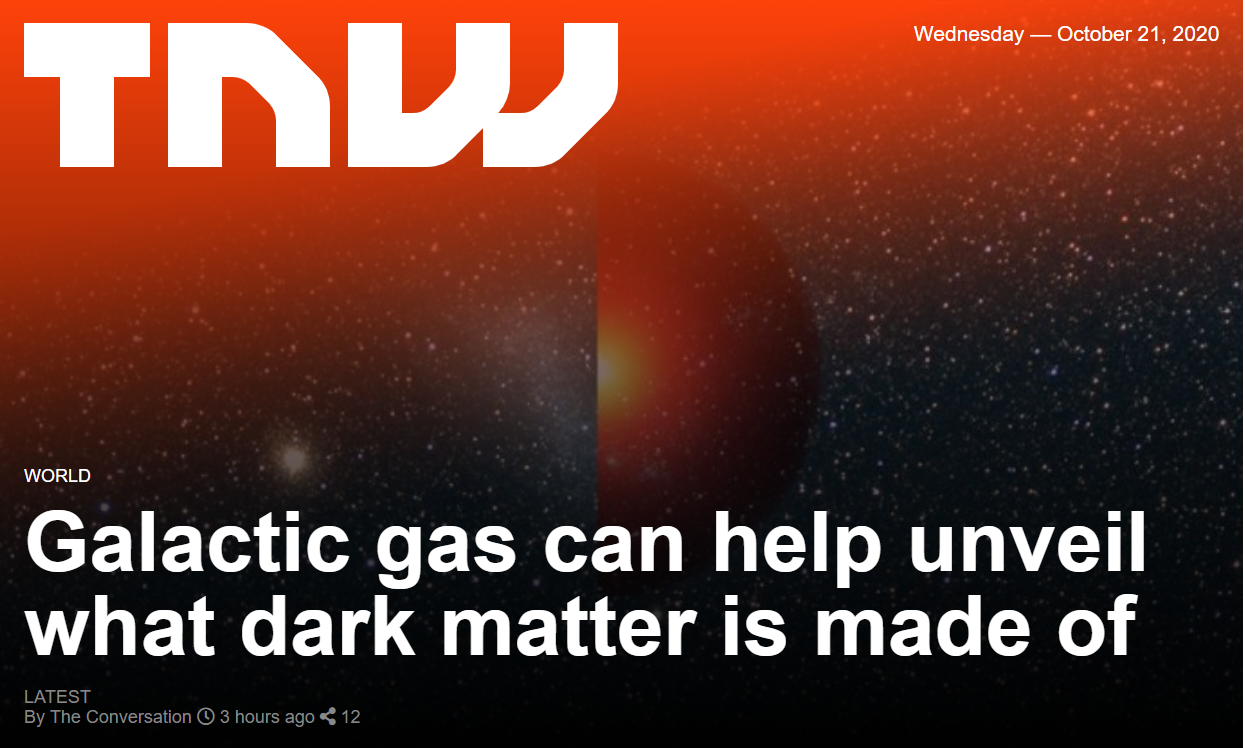 TNW
Wednesday — October 21, 2020
WORLD
Galactic gas can help unveil
what dark matter is made of
LATEST
By The Conversation 3 hours ago 12